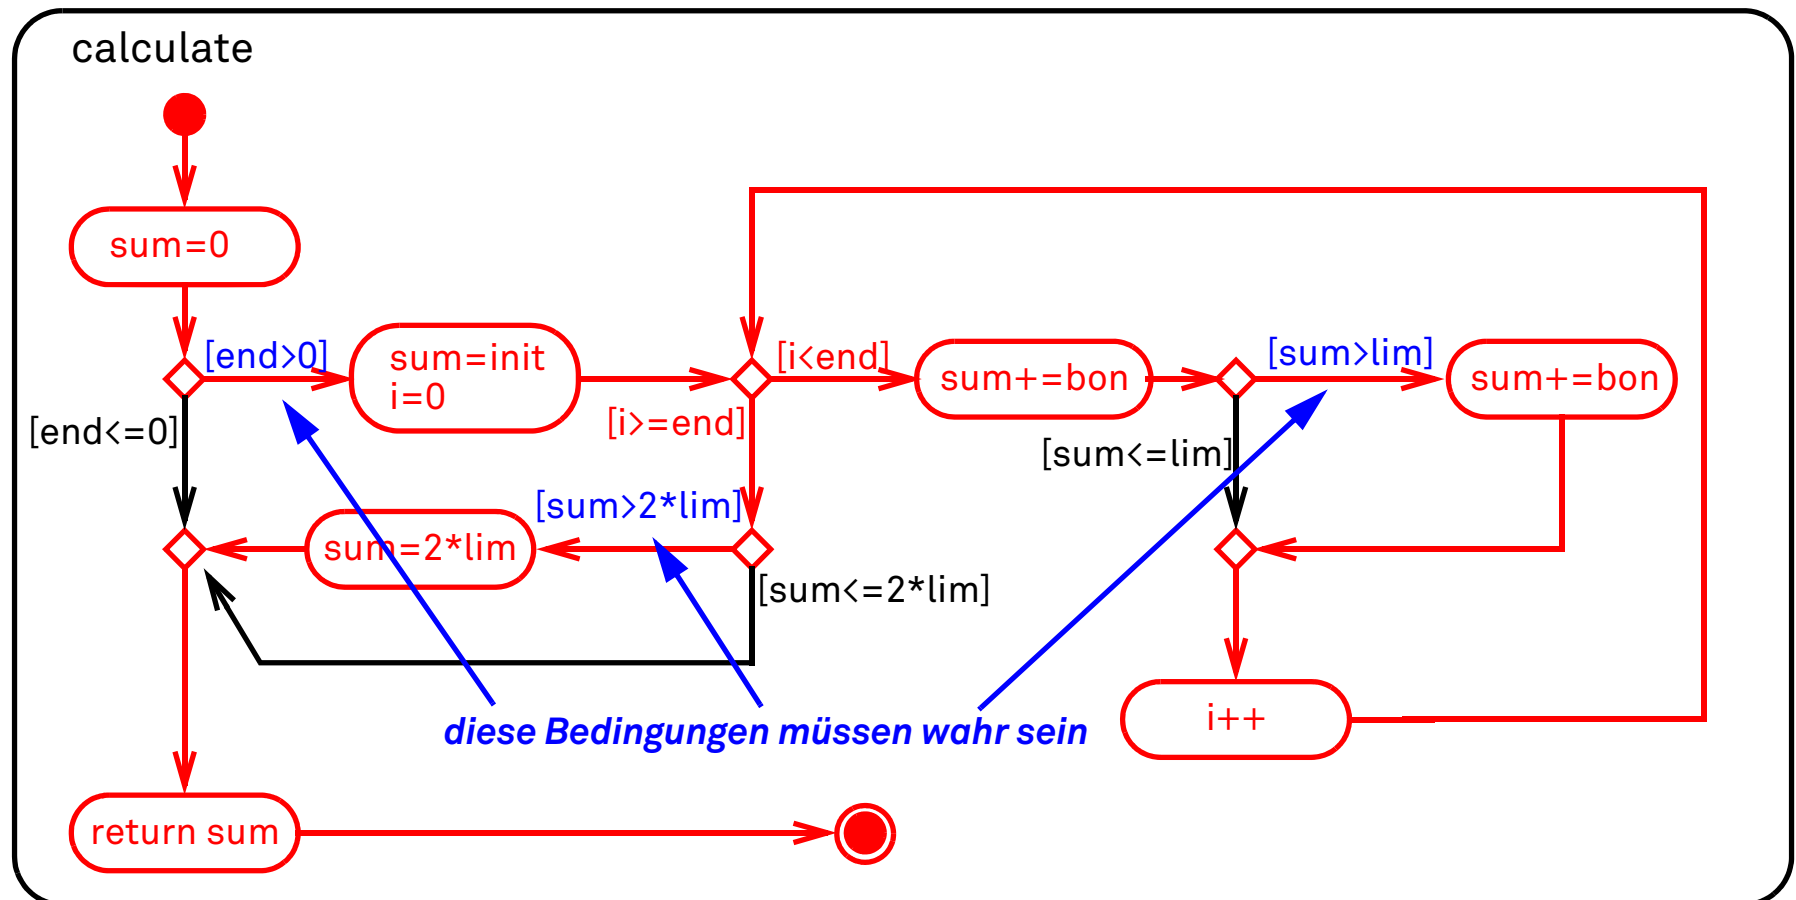 calculate
sum=0
[end>0]
sum=init
i=0
[i<end]
sum+=bon
[sum>lim]
sum+=bon
[end<=0]
[i>=end]
[sum<=lim]
[sum>2*lim]
sum=2*lim
[sum<=2*lim]
diese Bedingungen müssen wahr sein
i++
return sum